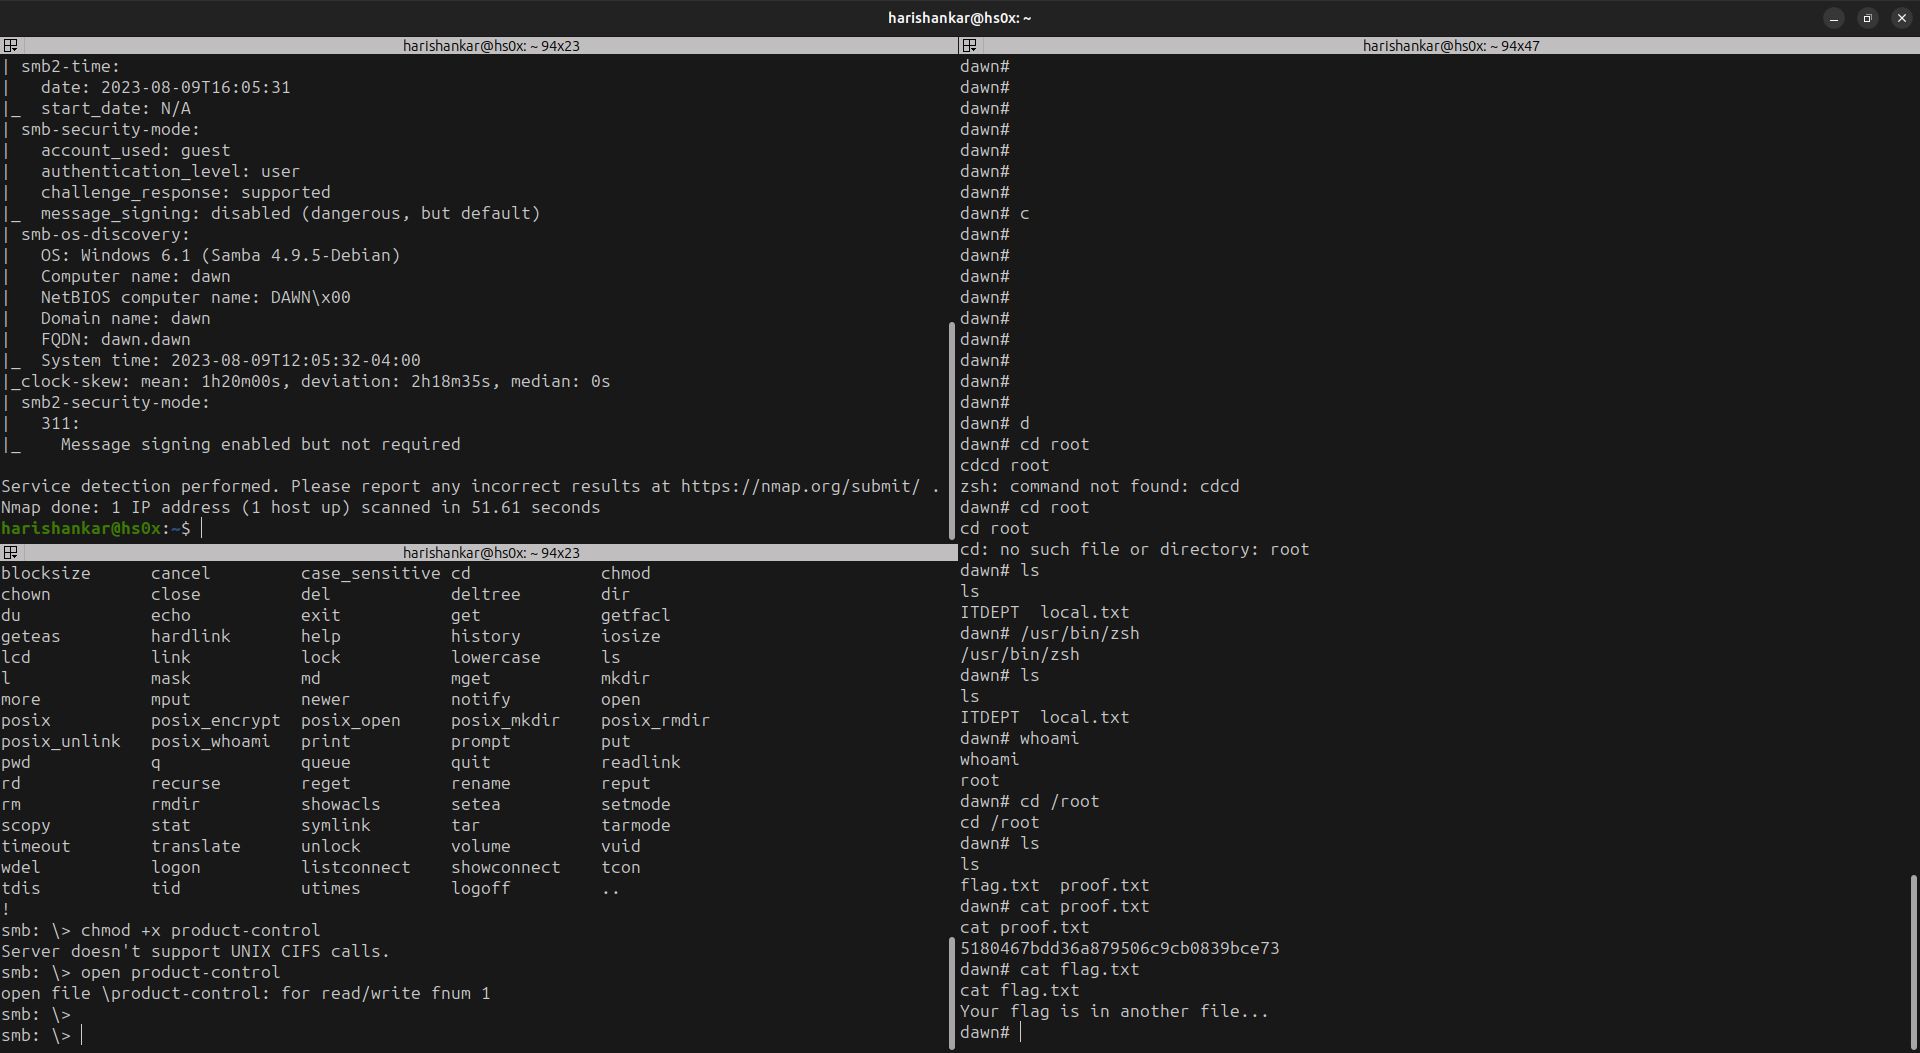 harishankar@hs0x: ~
harishankar@hs0x: ~ 94x23
| smb2-time:
|   date: 2023-08-09T16:05:31
|_  start_date: N/A
| smb-security-mode:
|   account_used: guest
|   authentication_level: user
|   challenge_response: supported
|_  message_signing: disabled (dangerous, but default)
| smb-os-discovery:
|   OS: Windows 6.1 (Samba 4.9.5-Debian)
|   Computer name: dawn
|   NetBIOS computer name: DAWN\x00
|   Domain name: dawn
|   FQDN: dawn.dawn
|_  System time: 2023-08-09T12:05:32-04:00
|_clock-skew: mean: 1h20m00s, deviation: 2h18m35s, median: 0s
| smb2-security-mode:
|   311:
|_    Message signing enabled but not required
Service detection performed. Please report any incorrect results at https://nmap.org/submit/ .
Nmap done: 1 IP address (1 host up) scanned in 51.61 seconds
harishankar@hs0x:~$
harishankar@hs0x: ~ 94x23
blocksize      cancel         case_sensitive cd             chmod
chown          close          del            deltree        dir
du             echo           exit           get            getfacl
geteas         hardlink       help           history        iosize
lcd            link           lock           lowercase      ls
l              mask           md             mget           mkdir
more           mput           newer          notify         open
posix          posix_encrypt  posix_open     posix_mkdir    posix_rmdir
posix_unlink   posix_whoami   print          prompt         put
pwd            q              queue          quit           readlink
rd             recurse        reget          rename         reput
rm             rmdir          showacls       setea          setmode
scopy          stat           symlink        tar            tarmode
timeout        translate      unlock         volume         vuid
wdel           logon          listconnect    showconnect    tcon
tdis           tid            utimes         logoff         ..
!
smb: \> chmod +x product-control
Server doesn't support UNIX CIFS calls.
smb: \> open product-control
open file \product-control: for read/write fnum 1
smb: \>
smb: \>
harishankar@hs0x: ~ 94x47
dawn#
dawn#
dawn#
dawn#
dawn#
dawn#
dawn#
dawn# c
dawn#
dawn#
dawn#
dawn#
dawn#
dawn#
dawn#
dawn#
dawn#
dawn# d
dawn# cd root
cdcd root
zsh: command not found: cdcd
dawn# cd root
cd root
cd: no such file or directory: root
dawn# ls
ls
ITDEPT  local.txt
dawn# /usr/bin/zsh
/usr/bin/zsh
dawn# ls
ls
ITDEPT  local.txt
dawn# whoami
whoami
root
dawn# cd /root
cd /root
dawn# ls
ls
flag.txt  proof.txt
dawn# cat proof.txt
cat proof.txt
5180467bdd36a879506c9cb0839bce73
dawn# cat flag.txt
cat flag.txt
Your flag is in another file...
dawn#